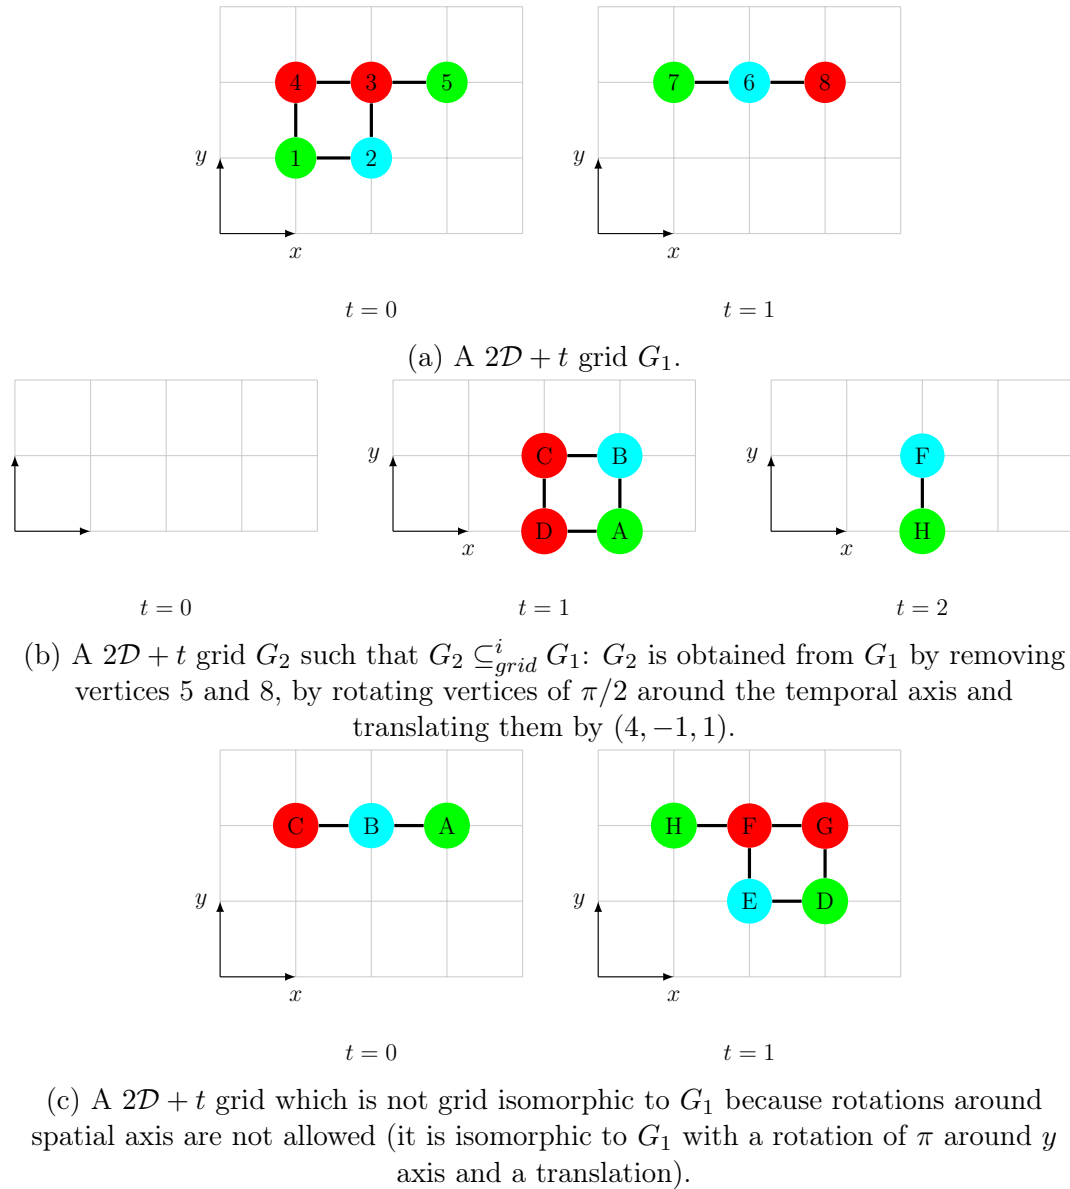 4 3 5 7 6 8
y 1 2 y
x x
t = 0 t = 1
(a) A 2𝒟 + t grid G₁.
y C B y F
D A H
x x
t = 0 t = 1 t = 2
(b) A 2𝒟 + t grid G₂ such that G₂ ⊆ⁱ_grid G₁: G₂ is obtained from G₁ by removing
vertices 5 and 8, by rotating vertices of π/2 around the temporal axis and
translating them by (4, −1, 1).
C B A H F G
y y E D
x x
t = 0 t = 1
(c) A 2𝒟 + t grid which is not grid isomorphic to G₁ because rotations around
spatial axis are not allowed (it is isomorphic to G₁ with a rotation of π around y
axis and a translation).